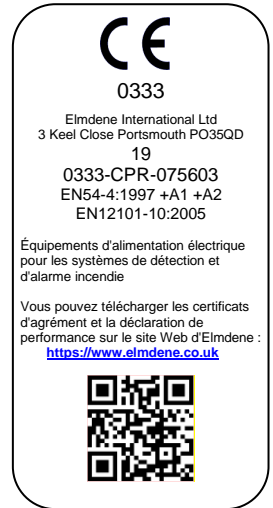 CE
0333
Elmdene International Ltd
3 Keel Close Portsmouth PO35QD
19
0333-CPR-075603
EN54-4:1997 +A1 +A2
EN12101-10:2005
Équipements d'alimentation électrique
pour les systèmes de détection et
d'alarme incendie
Vous pouvez télécharger les certificats
d'agrément et la déclaration de
performance sur le site Web d'Elmdene :
https://www.elmdene.co.uk